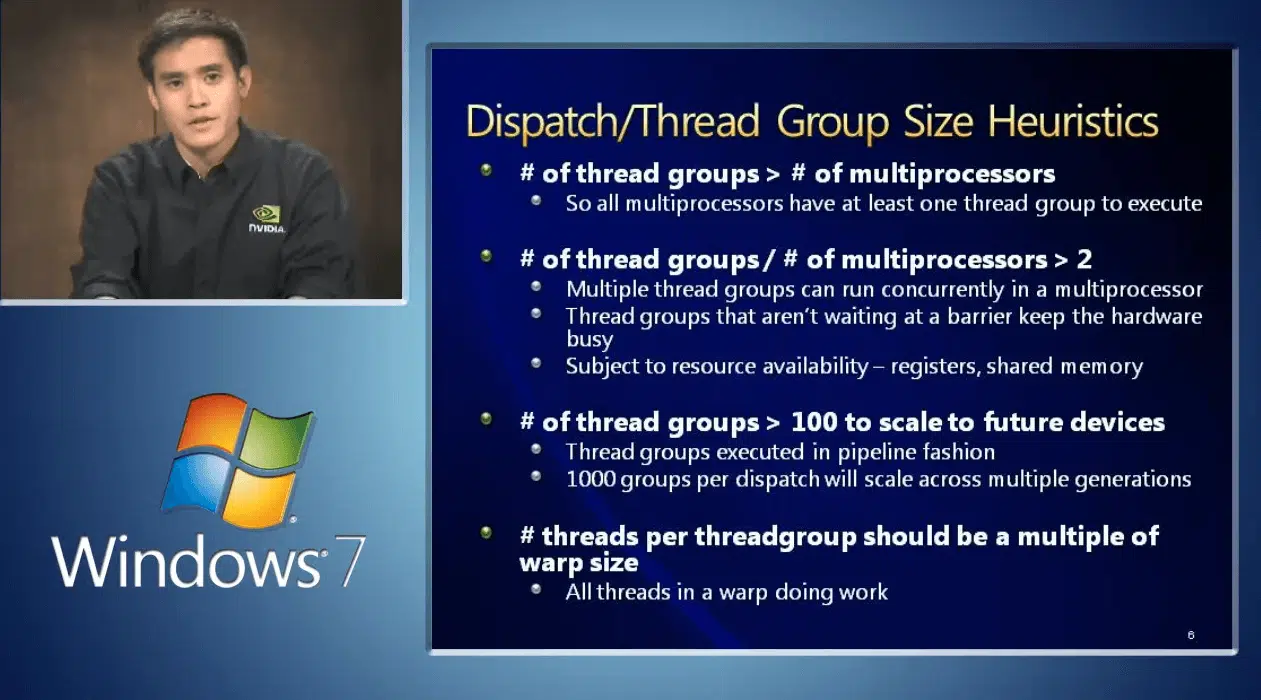 nVIDIA.
Windows 7
Dispatch/Thread Group Size Heuristics
# of thread groups > # of multiprocessors
So all multiprocessors have at least one thread group to execute
# of thread groups / # of multiprocessors > 2
Multiple thread groups can run concurrently in a multiprocessor
Thread groups that aren't waiting at a barrier keep the hardware
busy
Subject to resource availability – registers, shared memory
# of thread groups > 100 to scale to future devices
Thread groups executed in pipeline fashion
1000 groups per dispatch will scale across multiple generations
# threads per threadgroup should be a multiple of
warp size
All threads in a warp doing work
6